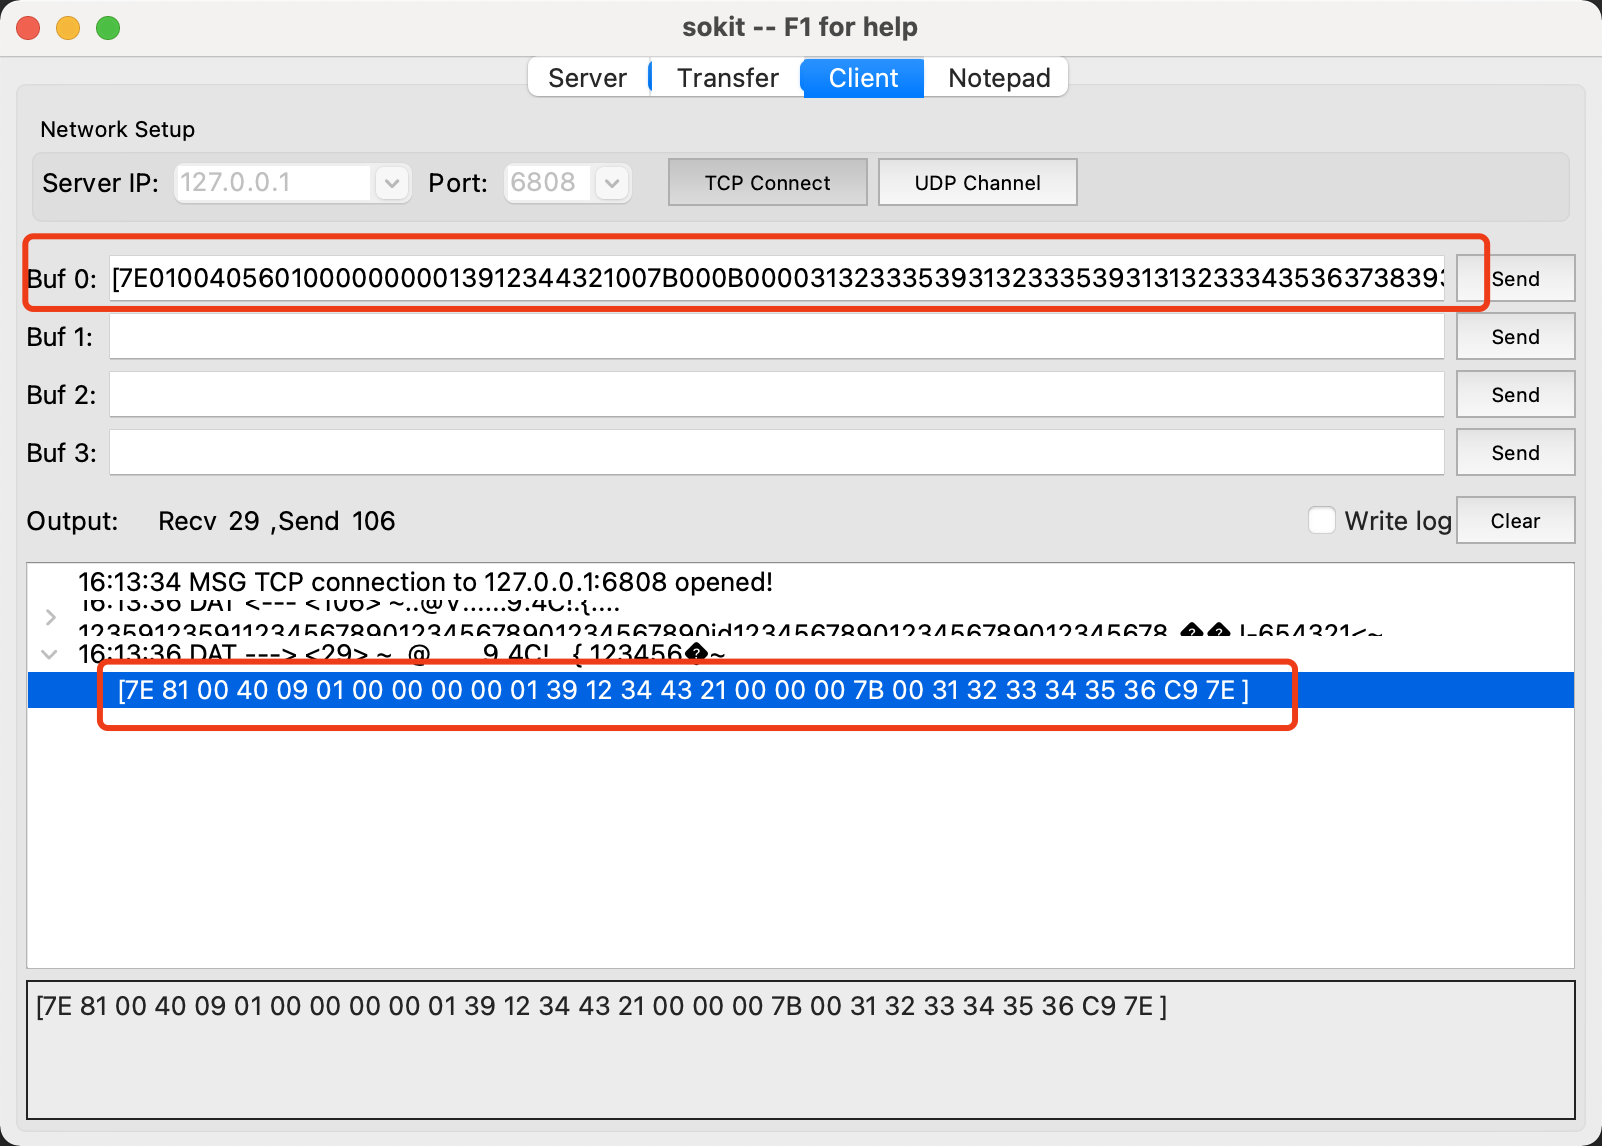 sokit -- F1 for help
Server Transfer Client Notepad
Network Setup
Server IP: 127.0.0.1 Port: 6808 TCP Connect UDP Channel
Buf 0: [7E010040560100000000013912344321007B000B00003132333539313233353931313233343536373839 Send
Buf 1: Send
Buf 2: Send
Buf 3: Send
Output: Recv 29 ,Send 106 Write log Clear
16:13:34 MSG TCP connection to 127.0.0.1:6808 opened!
16:13:36 DAT <--- <106> ~..@V......9.4C!.{....
12359123591123456789012345678901234567890id1234567890123456789012345678.��.J-654321<~
16:13:36 DAT ---> <29> ~ @ 9.4C! { 123456�~
[7E 81 00 40 09 01 00 00 00 00 01 39 12 34 43 21 00 00 00 7B 00 31 32 33 34 35 36 C9 7E ]
[7E 81 00 40 09 01 00 00 00 00 01 39 12 34 43 21 00 00 00 7B 00 31 32 33 34 35 36 C9 7E ]